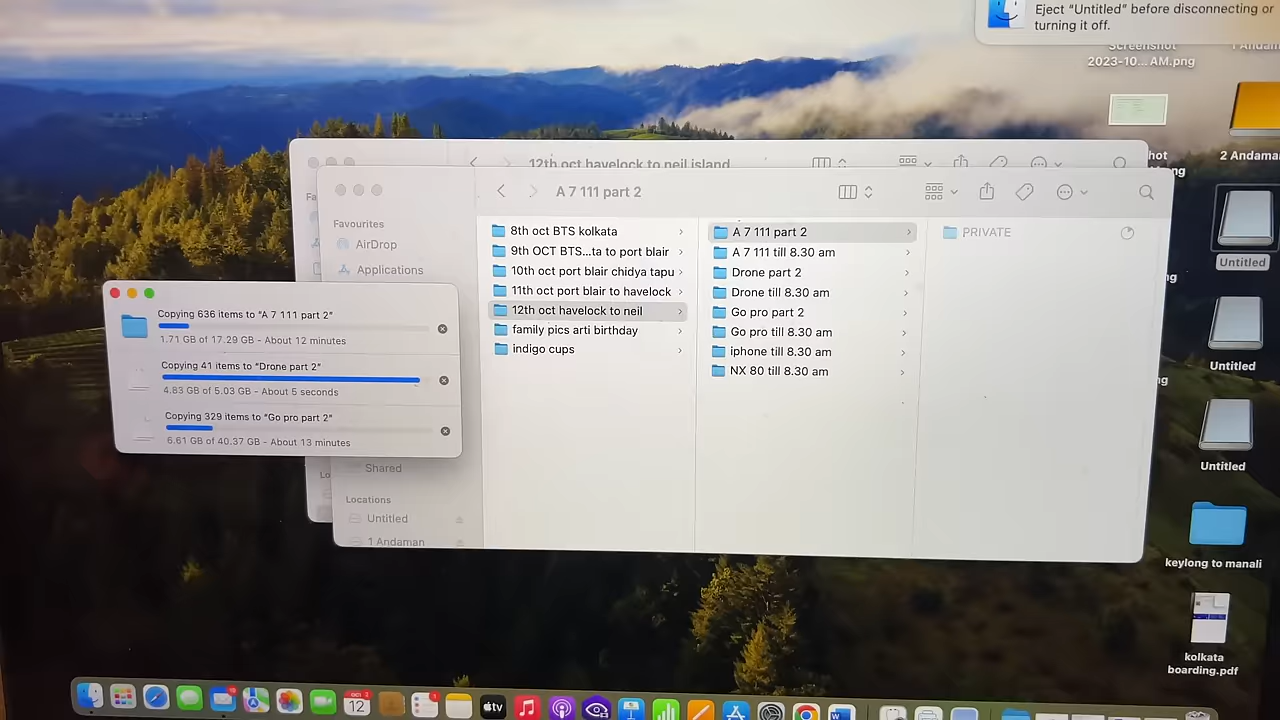 Eject “Untitled” before disconnecting or
turning it off.
Screenshot
2023-10...AM.png
2 Andama
Untitled
Untitled
Untitled
keylong to manali
kolkata
boarding.pdf
12th oct havelock to neil island
A 7 111 part 2
Favourites
AirDrop
Applications
Shared
Locations
Untitled
1 Andaman
8th oct BTS kolkata
9th OCT BTS...ta to port blair
10th oct port blair chidya tapu
11th oct port blair to havelock
12th oct havelock to neil
family pics arti birthday
indigo cups
A 7 111 part 2
A 7 111 till 8.30 am
Drone part 2
Drone till 8.30 am
Go pro part 2
Go pro till 8.30 am
iphone till 8.30 am
NX 80 till 8.30 am
PRIVATE
Copying 636 items to “A 7 111 part 2”
1.71 GB of 17.29 GB - About 12 minutes
Copying 41 items to “Drone part 2”
4.83 GB of 5.03 GB - About 5 seconds
Copying 329 items to “Go pro part 2”
6.61 GB of 40.37 GB - About 13 minutes
OCT
12
tv